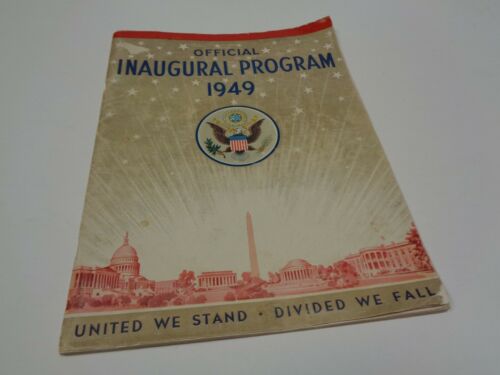 OFFICIAL
INAUGURAL PROGRAM
1949
UNITED WE STAND · DIVIDED WE FALL